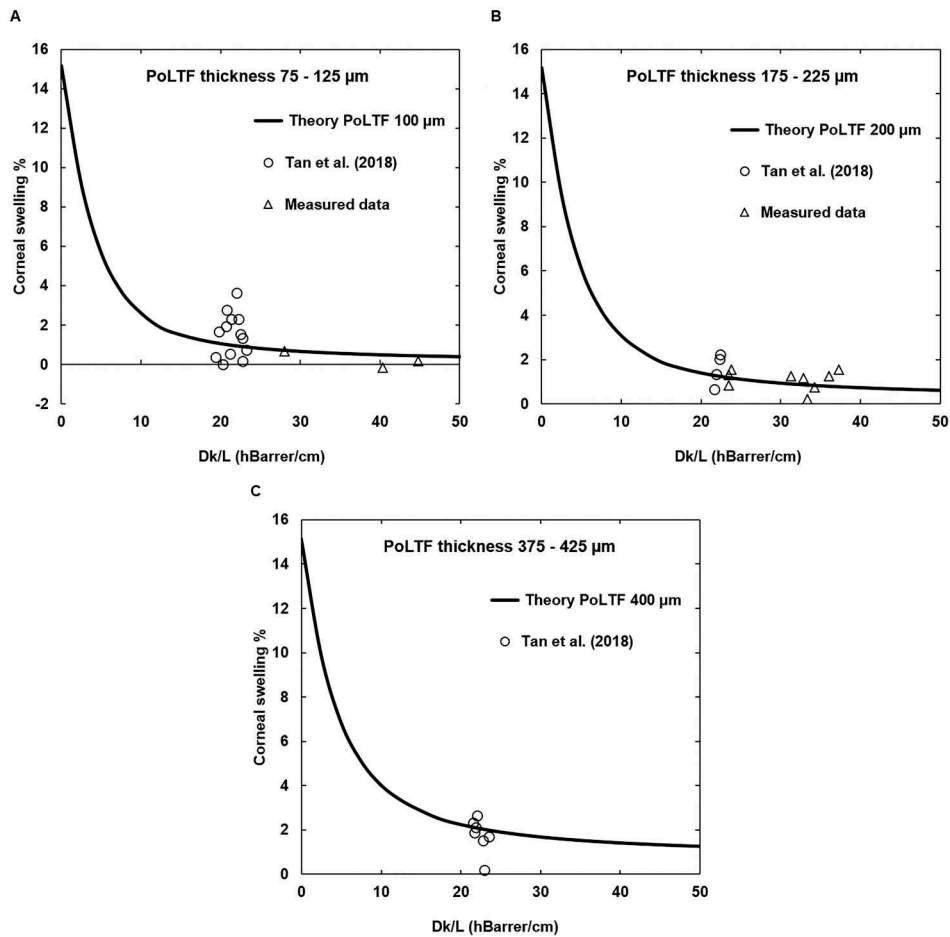 A
PoLTF thickness 75 - 125 µm
Theory PoLTF 100 µm
Tan et al. (2018)
Measured data
Corneal swelling %
16
14
12
10
8
6
4
2
0
-2
0 10 20 30 40 50
Dk/L (hBarrer/cm)
B
PoLTF thickness 175 - 225 µm
Theory PoLTF 200 µm
Tan et al. (2018)
Measured data
Corneal swelling %
16
14
12
10
8
6
4
2
0
0 10 20 30 40 50
Dk/L (hBarrer/cm)
C
PoLTF thickness 375 - 425 µm
Theory PoLTF 400 µm
Tan et al. (2018)
Corneal swelling %
16
14
12
10
8
6
4
2
0
0 10 20 30 40 50
Dk/L (hBarrer/cm)